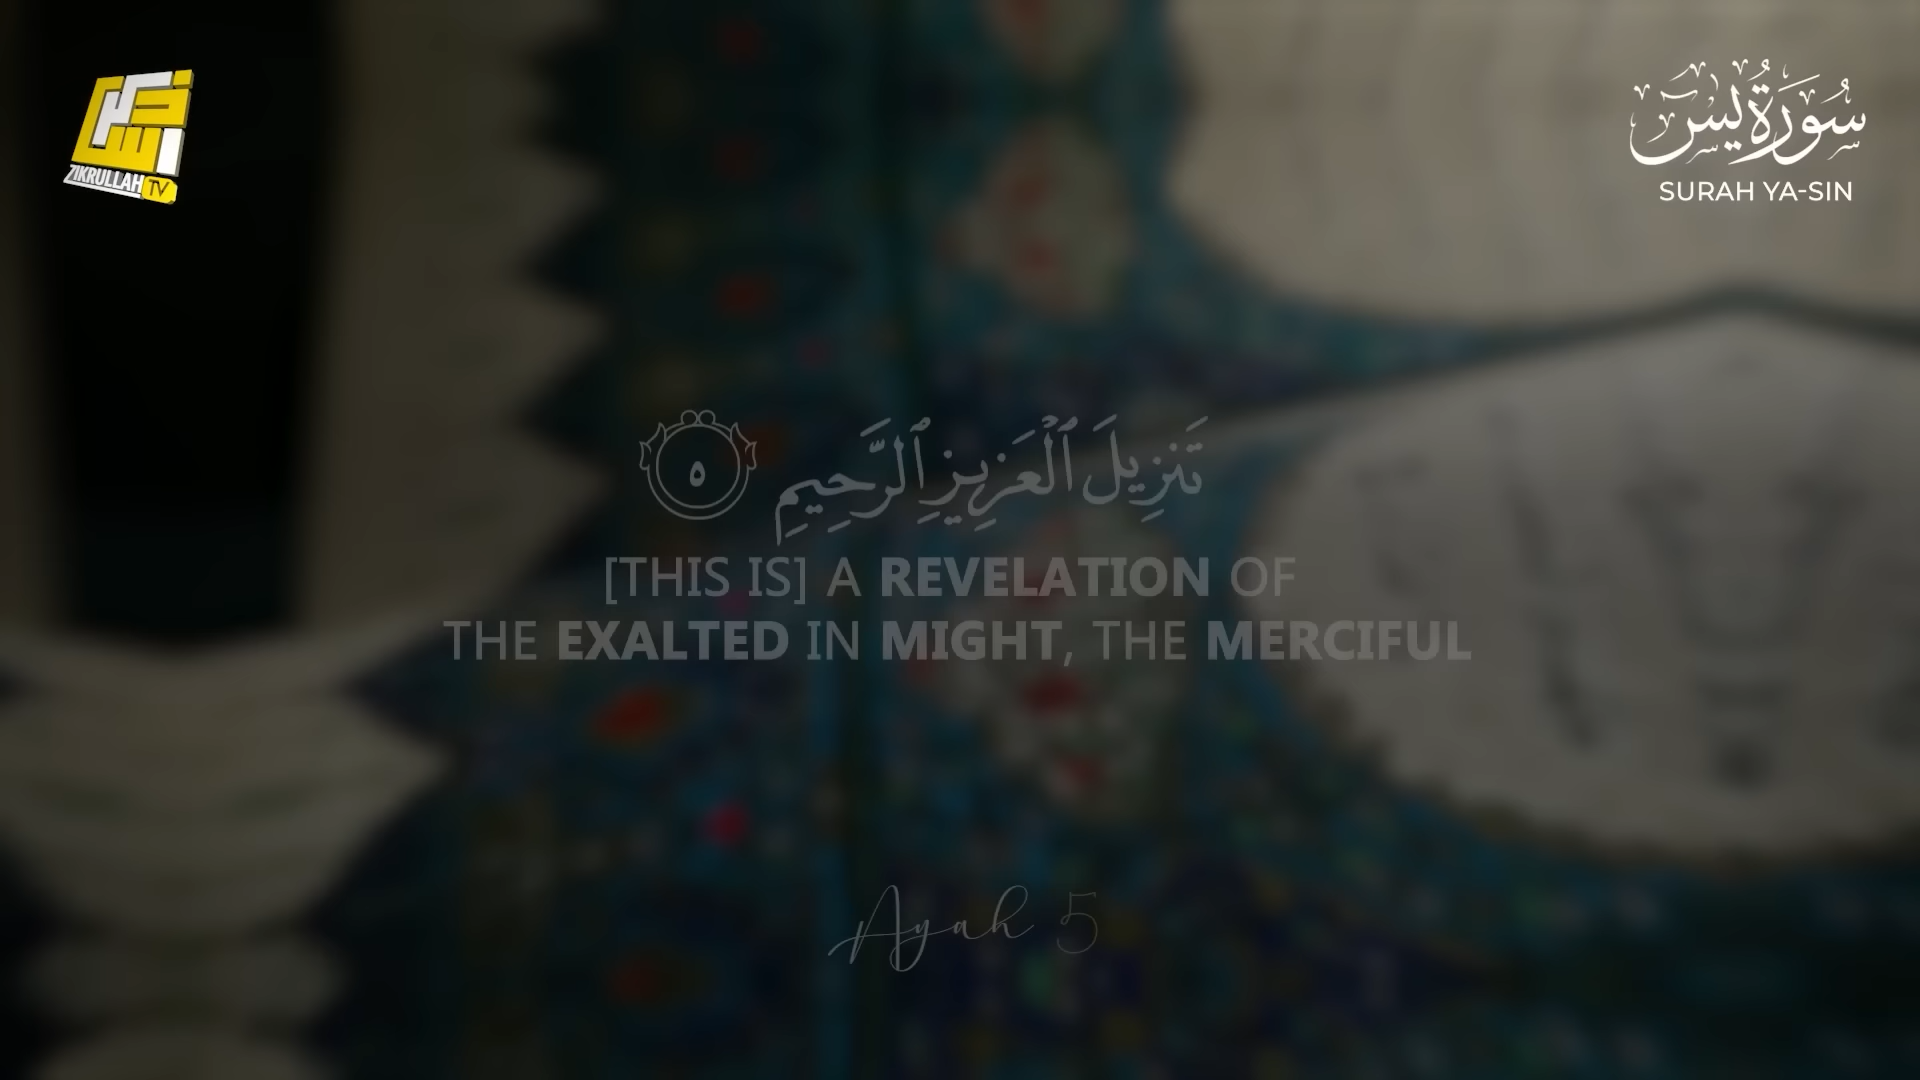 ZIKRULLAH TV
سُورَةُ يسٓ
SURAH YA-SIN
تَنزِيلَ ٱلْعَزِيزِ ٱلرَّحِيمِ ٥
[THIS IS] A REVELATION OF
THE EXALTED IN MIGHT, THE MERCIFUL
Ayah 5